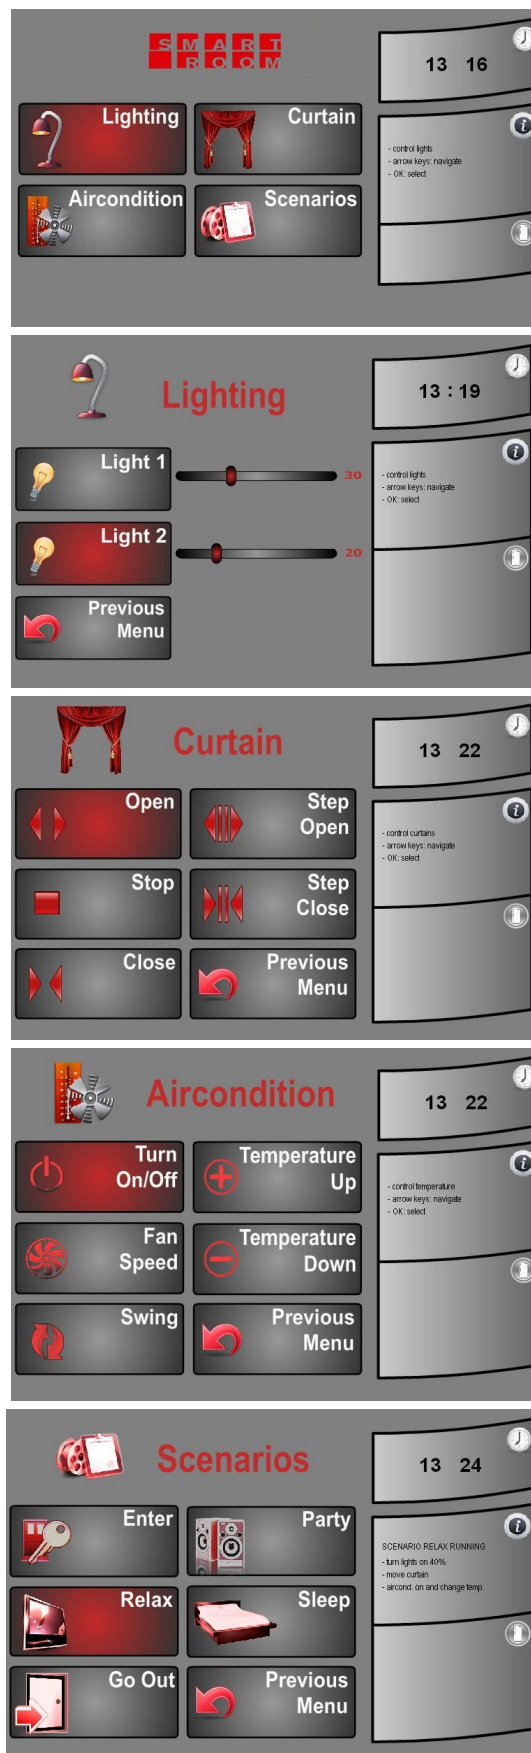 SMART
ROOM
13 16
Lighting
Curtain
Aircondition
Scenarios
- control lights
- arrow keys: navigate
- OK: select
Lighting
13 : 19
Light 1
30
Light 2
20
Previous
Menu
- control lights
- arrow keys: navigate
- OK: select
Curtain
13 22
Open
Step
Open
Stop
Step
Close
Close
Previous
Menu
- control curtains
- arrow keys: navigate
- OK: select
Aircondition
13 22
Turn
On/Off
Temperature
Up
Fan
Speed
Temperature
Down
Swing
Previous
Menu
- control temperature
- arrow keys: navigate
- OK: select
Scenarios
13 24
Enter
Party
Relax
Sleep
Go Out
Previous
Menu
SCENARIO RELAX RUNNING
- turn lights on 40%
- move curtain
- aircond. on and change temp.